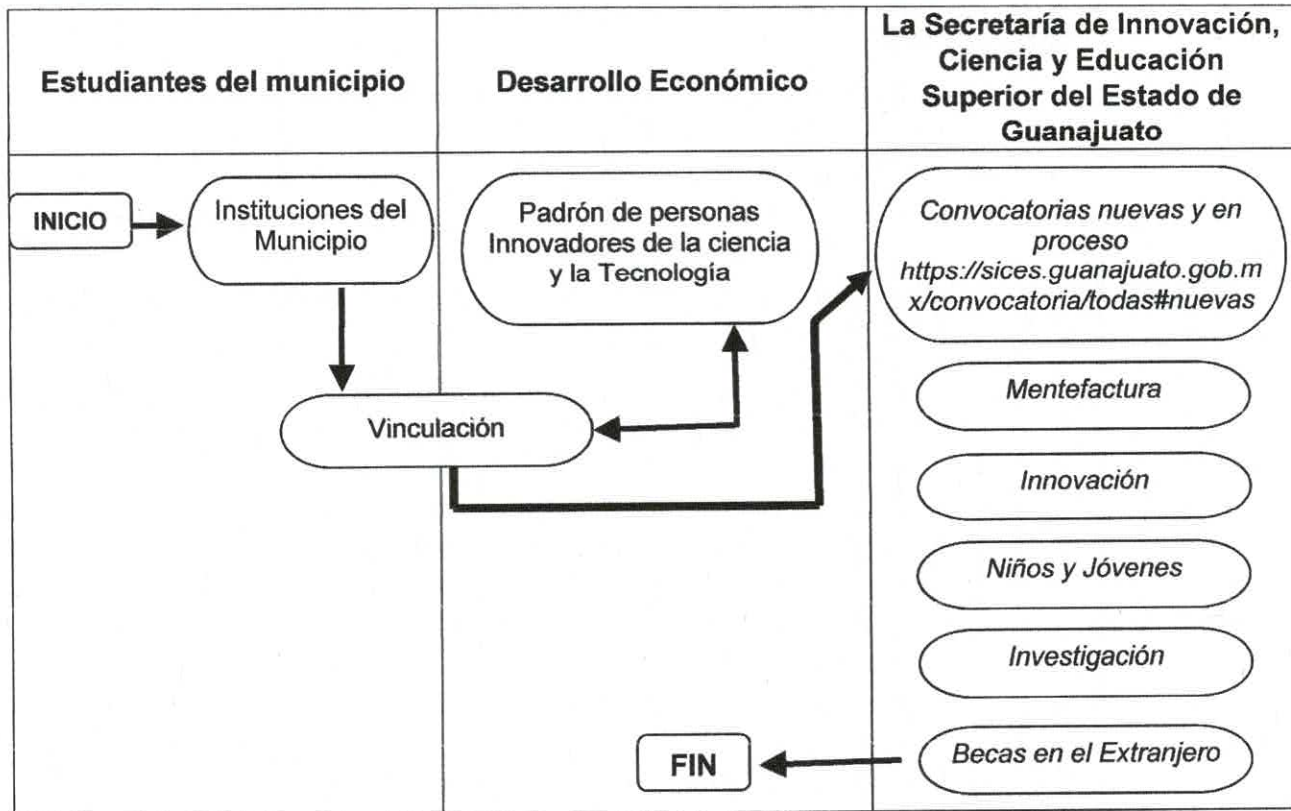 Estudiantes del municipio
Desarrollo Económico
La Secretaría de Innovación,
Ciencia y Educación
Superior del Estado de
Guanajuato
INICIO
Instituciones del
Municipio
Padrón de personas
Innovadores de la ciencia
y la Tecnología
Convocatorias nuevas y en
proceso
https://sices.guanajuato.gob.m
x/convocatoria/todas#nuevas
Vinculación
Mentefactura
Innovación
Niños y Jóvenes
Investigación
Becas en el Extranjero
FIN